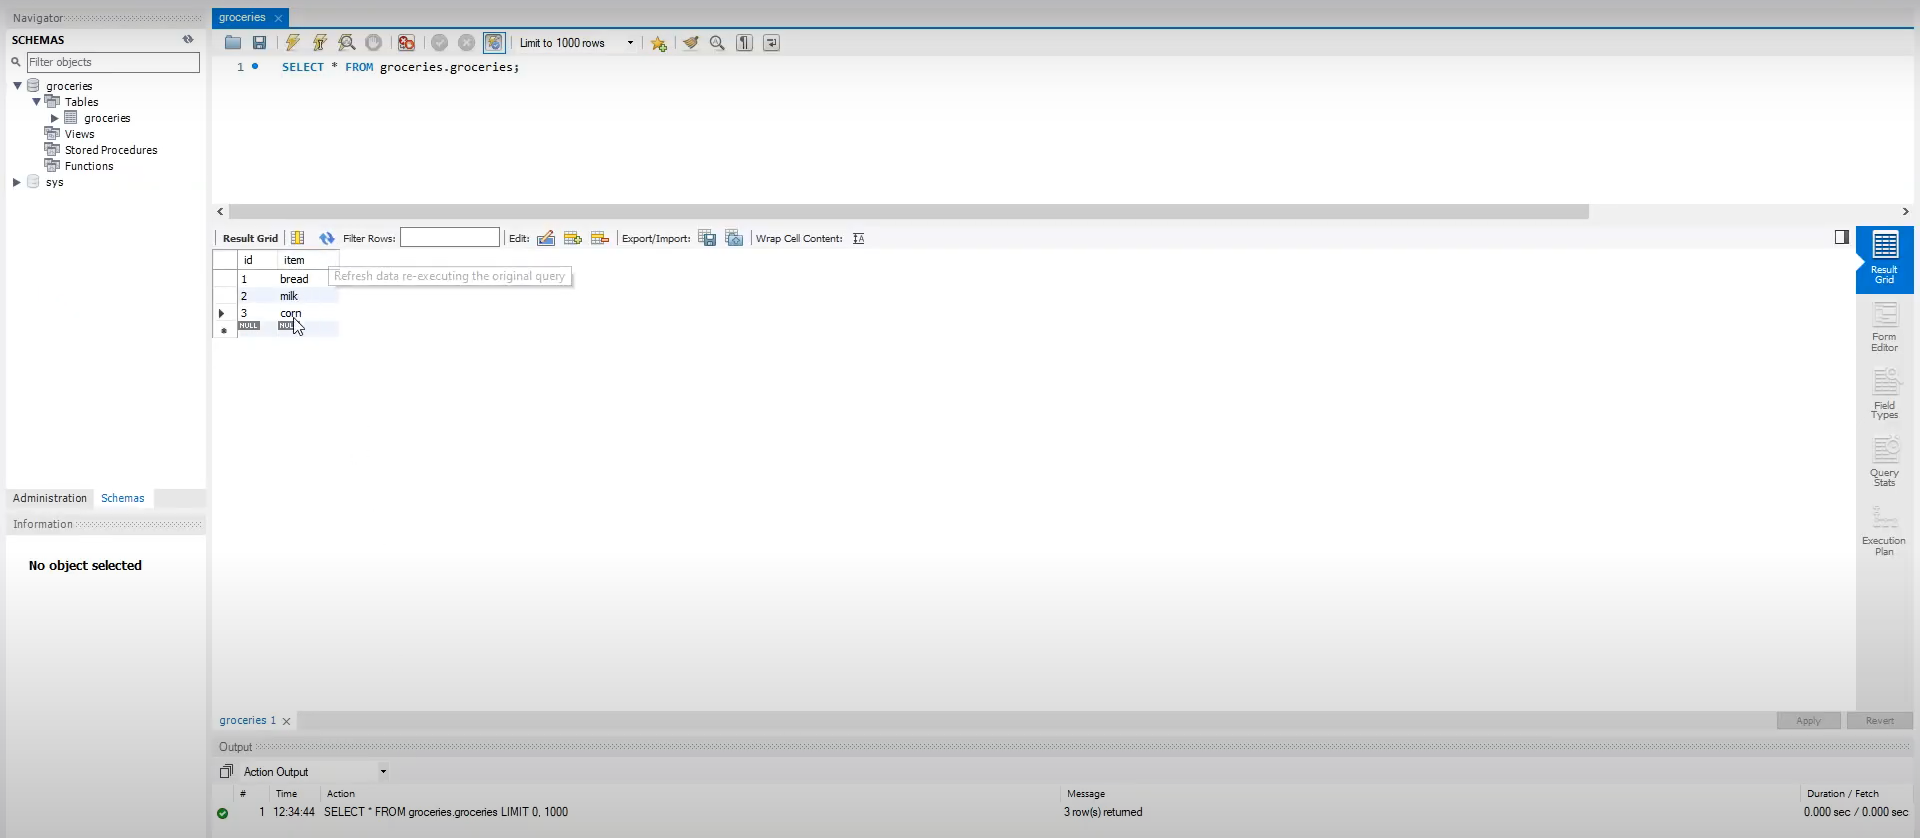 Navigator
SCHEMAS
Filter objects
groceries
Tables
groceries
Views
Stored Procedures
Functions
sys
Administration Schemas
Information
No object selected
groceries
Limit to 1000 rows
1 SELECT * FROM groceries.groceries;
Result Grid Filter Rows: Edit: Export/Import: Wrap Cell Content: IA
id item
Refresh data re-executing the original query
1 bread
2 milk
3 corn
NULL NULL
Result Grid
Form Editor
Field Types
Query Stats
Execution Plan
groceries 1 Apply Revert
Output
Action Output
# Time Action Message Duration / Fetch
1 12:34:44 SELECT * FROM groceries.groceries LIMIT 0, 1000 3 row(s) returned 0.000 sec / 0.000 sec